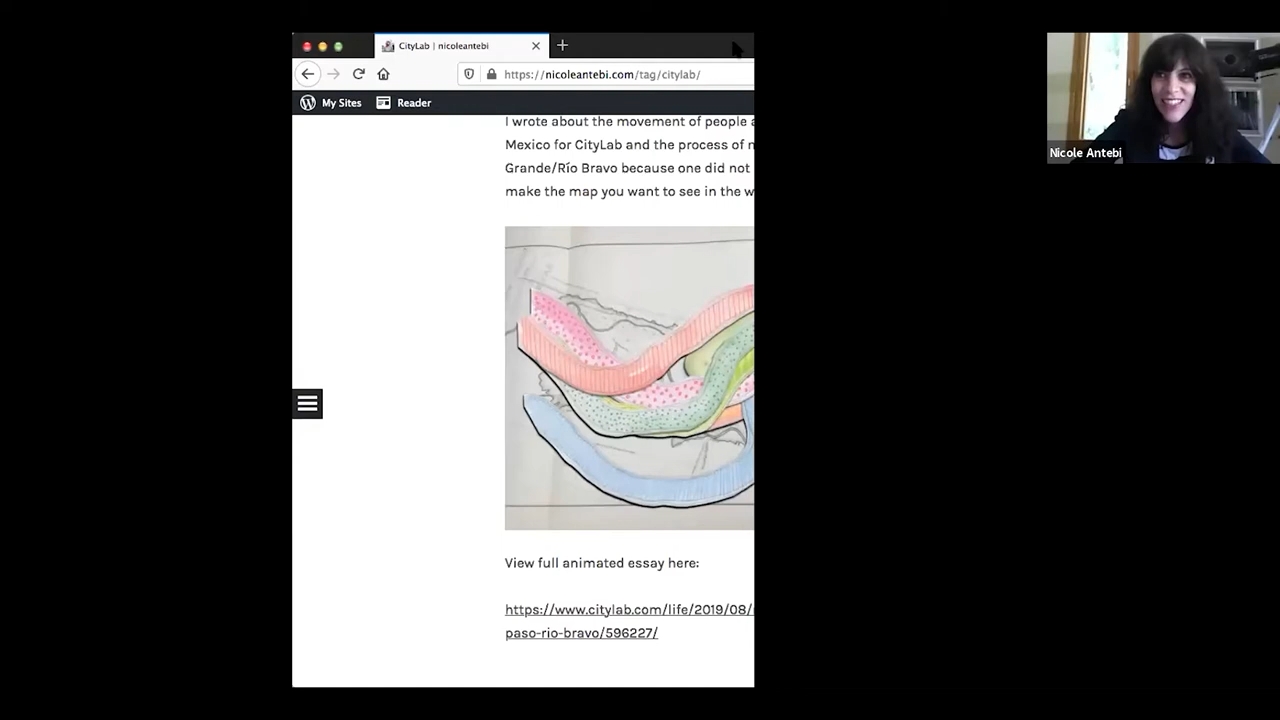 CityLab | nicoleantebi
https://nicoleantebi.com/tag/citylab/
My Sites
Reader
I wrote about the movement of people
Mexico for CityLab and the process of
Grande/Río Bravo because one did not
make the map you want to see in the
View full animated essay here:
https://www.citylab.com/life/2019/08/
paso-rio-bravo/596227/
Nicole Antebi